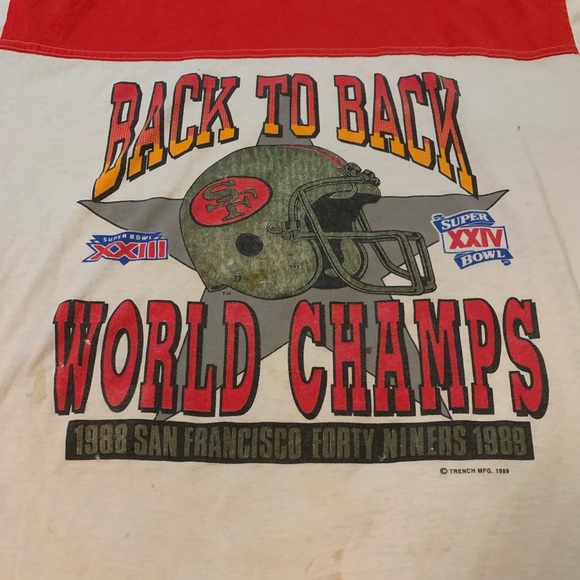 BACK TO BACK
SF
SUPER BOWL
XXIII
SUPER
XXIV
BOWL
TM
WORLD CHAMPS
1988 SAN FRANCISCO FORTY NINERS 1989
© TRENCH MFG. 1989